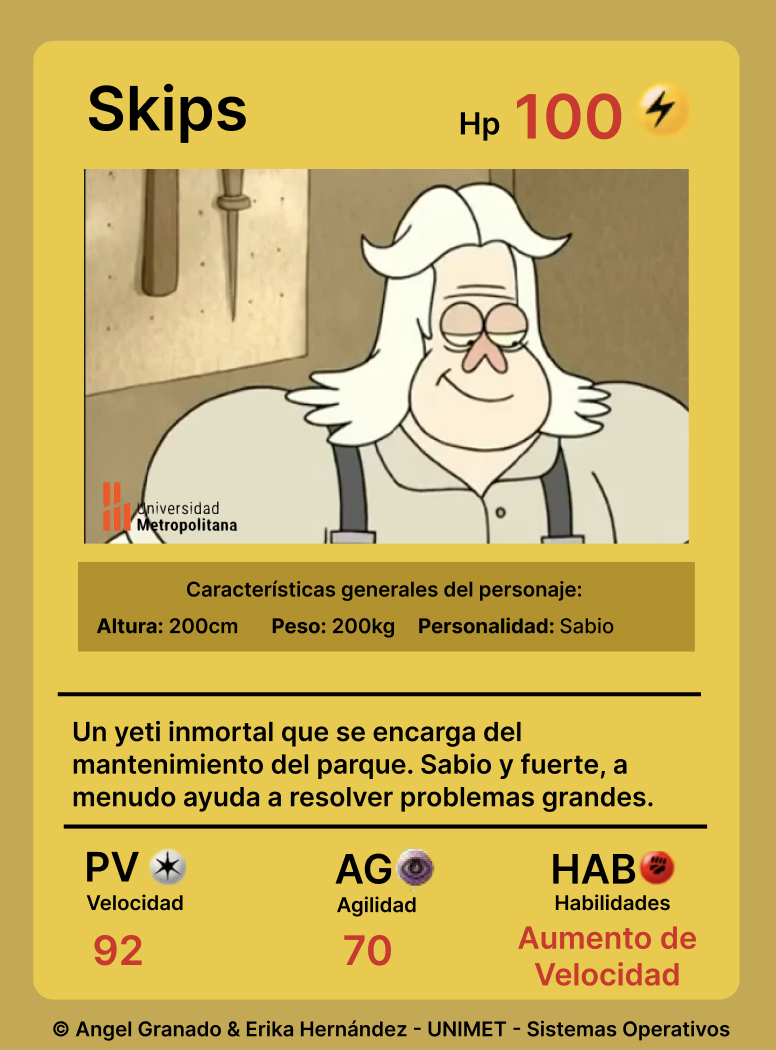 Skips
Hp 100
Universidad
Metropolitana
Características generales del personaje:
Altura: 200cm Peso: 200kg Personalidad: Sabio
Un yeti inmortal que se encarga del
mantenimiento del parque. Sabio y fuerte, a
menudo ayuda a resolver problemas grandes.
PV AG HAB
Velocidad Agilidad Habilidades
92 70 Aumento de
Velocidad
© Angel Granado & Erika Hernández - UNIMET - Sistemas Operativos